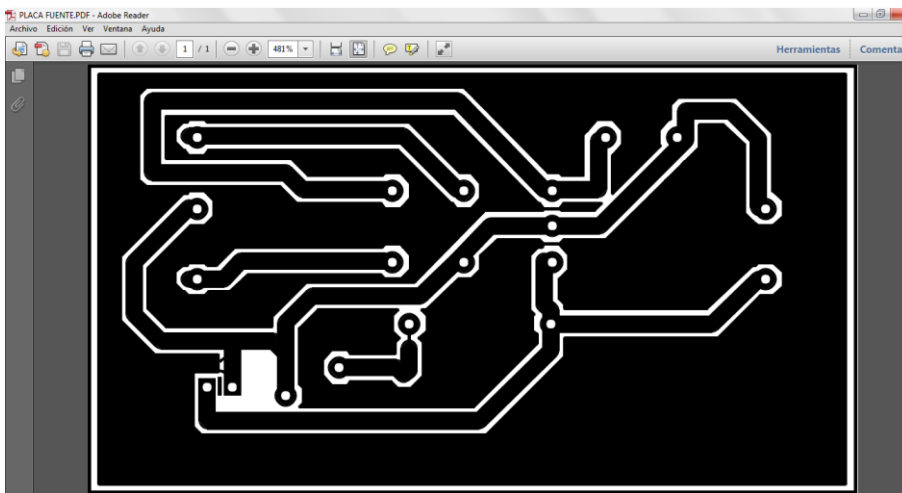 PLACA FUENTE.PDF - Adobe Reader
Archivo Edición Ver Ventana Ayuda
1 / 1 481% Herramientas Comenta